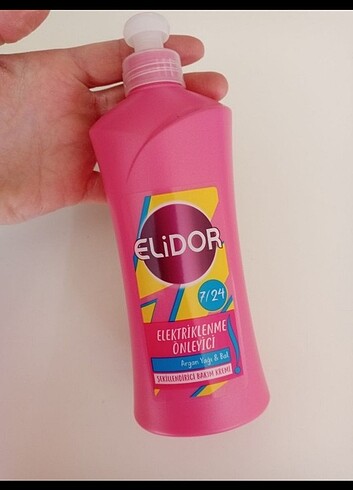 ELiDOR
7/24
ELEKTRİKLENME
ÖNLEYİCİ
Argan Yağı & Bal
ŞEKİLLENDİRİCİ BAKIM KREMİ